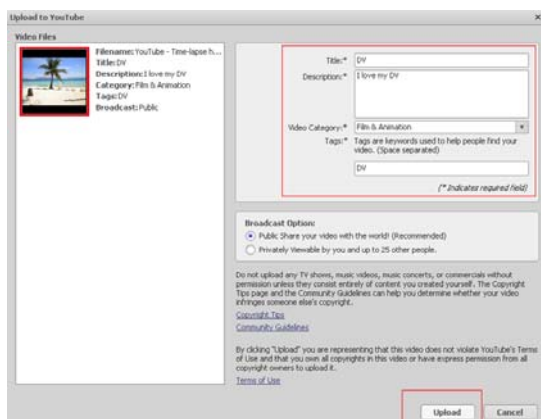 Upload to YouTube
Video Files
Filename: YouTube - Time-lapse h...
Title: DV
Description: I love my DV
Category: Film & Animation
Tags: DV
Broadcast: Public
Title:* DV
Description:* I love my DV
Video Category:* Film & Animation
Tags:* Tags are keywords used to help people find your
video. (Space separated)
DV
(* Indicates required field)
Broadcast Option:
Public Share your video with the world! (Recommended)
Privately Viewable by you and up to 25 other people.
Do not upload any TV shows, music videos, music concerts, or commercials without
permission unless they consist entirely of content you created yourself. The Copyright
Tips page and the Community Guidelines can help you determine whether your video
infringes someone else's copyright.
Copyright Tips
Community Guidelines
By clicking "Upload" you are representing that this video does not violate YouTube's Terms
of Use and that you own all copyrights in this video or have express permission from all
copyright owners to upload it.
Terms of Use
Upload
Cancel